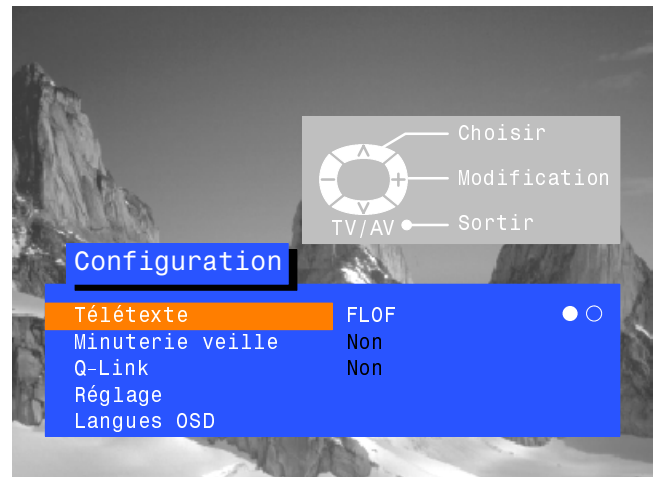 Choisir
Modification
TV/AV Sortir
Configuration
Télétexte FLOF
Minuterie veille Non
Q-Link Non
Réglage
Langues OSD